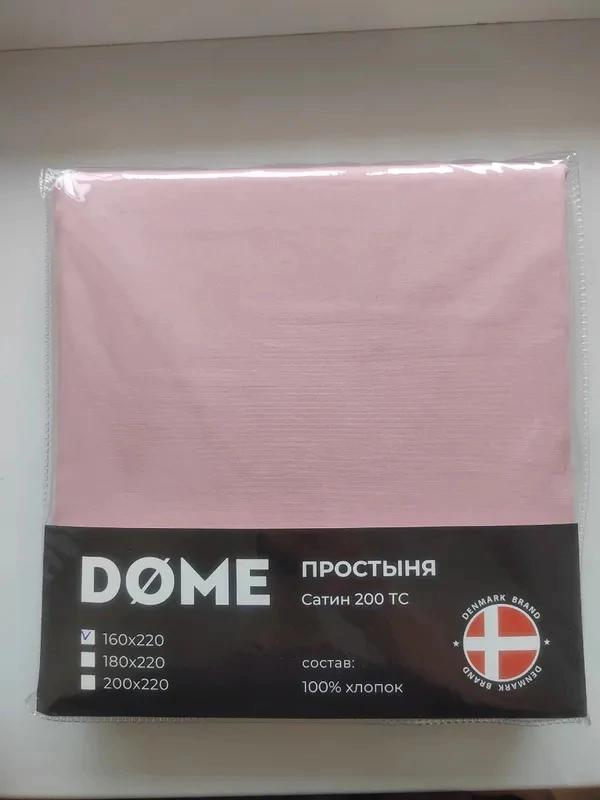 DØME
ПРОСТЫНЯ
Сатин 200 ТС
160x220
180x220
200x220
состав:
100% хлопок
DENMARK BRAND
DENMARK BRAND